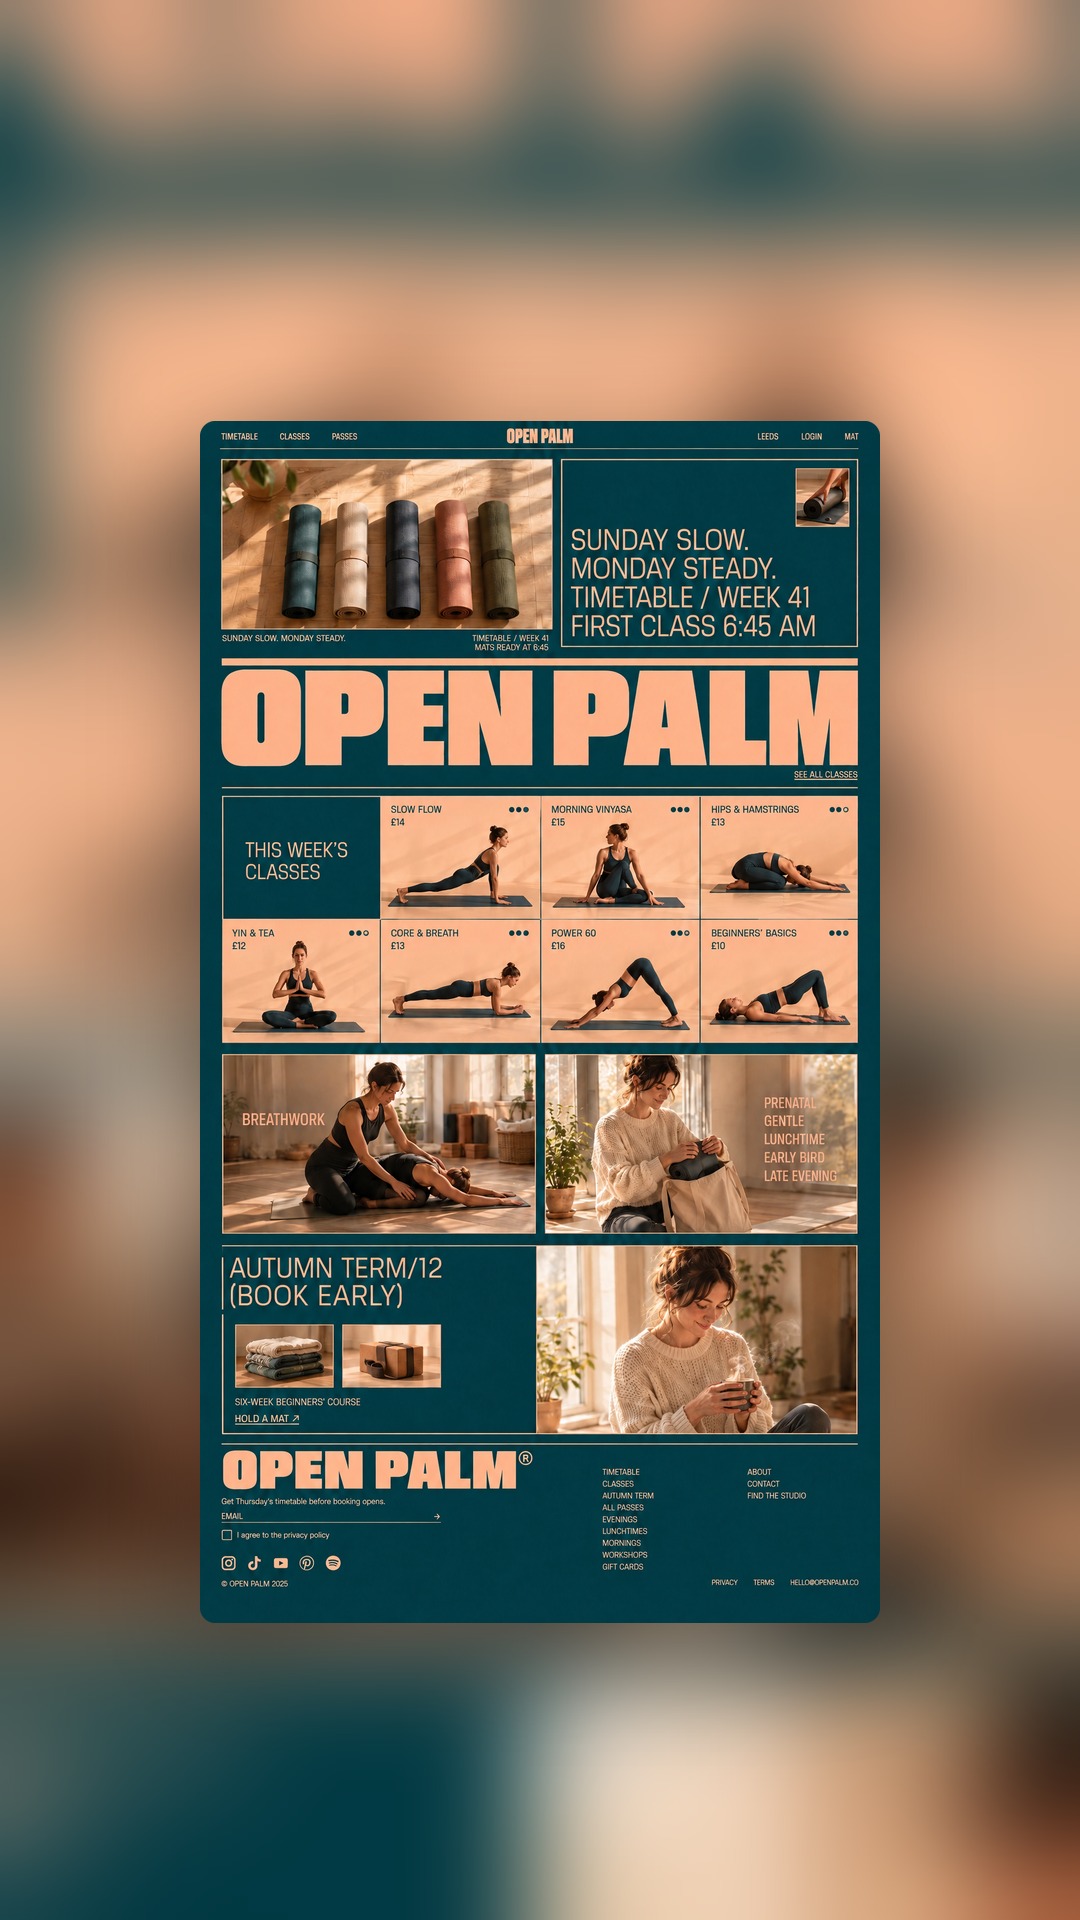 TIMETABLE CLASSES PASSES
OPEN PALM
LEEDS LOGIN MAT
SUNDAY SLOW.
MONDAY STEADY.
TIMETABLE / WEEK 41
FIRST CLASS 6:45 AM
SUNDAY SLOW. MONDAY STEADY.
TIMETABLE / WEEK 41
MATS READY AT 6:45
OPEN PALM
SEE ALL CLASSES
THIS WEEK'S
CLASSES
SLOW FLOW
£14
MORNING VINYASA
£15
HIPS & HAMSTRINGS
£13
YIN & TEA
£12
CORE & BREATH
£13
POWER 60
£16
BEGINNERS' BASICS
£10
BREATHWORK
PRENATAL
GENTLE
LUNCHTIME
EARLY BIRD
LATE EVENING
AUTUMN TERM/12
(BOOK EARLY)
SIX-WEEK BEGINNERS' COURSE
HOLD A MAT ↗
OPEN PALM®
Get Thursday's timetable before booking opens.
EMAIL →
I agree to the privacy policy
© OPEN PALM 2025
TIMETABLE
CLASSES
AUTUMN TERM
ALL PASSES
EVENINGS
LUNCHTIMES
MORNINGS
WORKSHOPS
GIFT CARDS
ABOUT
CONTACT
FIND THE STUDIO
PRIVACY TERMS HELLO@OPENPALM.CO